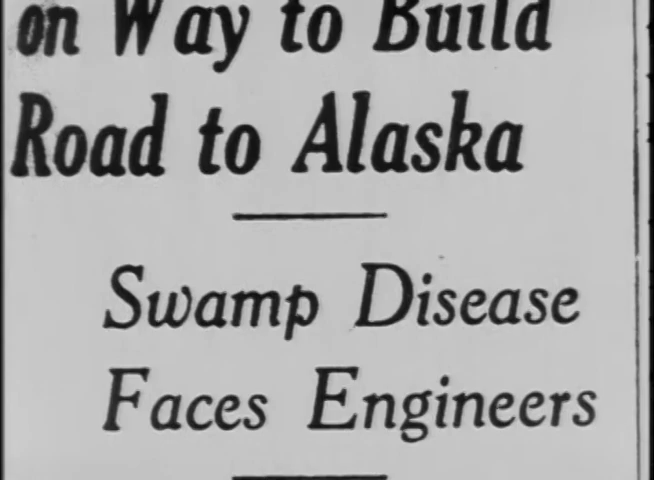 on Way to Build
Road to Alaska
Swamp Disease
Faces Engineers